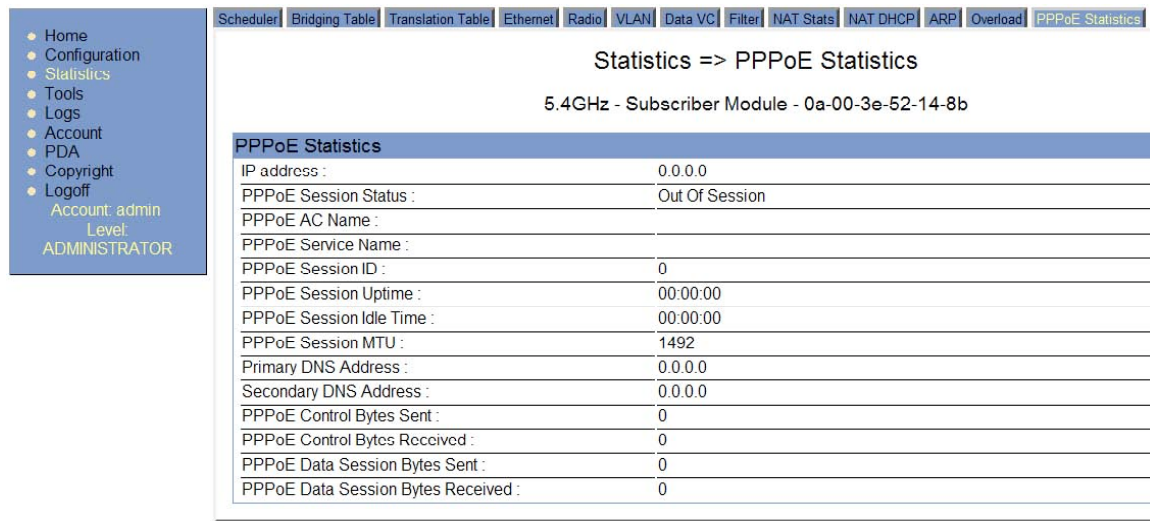 Home
Configuration
Statistics
Tools
Logs
Account
PDA
Copyright
Logoff
Account: admin
Level:
ADMINISTRATOR
Scheduler Bridging Table Translation Table Ethernet Radio VLAN Data VC Filter NAT Stats NAT DHCP ARP Overload PPPoE Statistics
Statistics => PPPoE Statistics
5.4GHz - Subscriber Module - 0a-00-3e-52-14-8b
PPPoE Statistics
IP address : 0.0.0.0
PPPoE Session Status : Out Of Session
PPPoE AC Name :
PPPoE Service Name :
PPPoE Session ID : 0
PPPoE Session Uptime : 00:00:00
PPPoE Session Idle Time : 00:00:00
PPPoE Session MTU : 1492
Primary DNS Address : 0.0.0.0
Secondary DNS Address : 0.0.0.0
PPPoE Control Bytes Sent : 0
PPPoE Control Bytes Received : 0
PPPoE Data Session Bytes Sent : 0
PPPoE Data Session Bytes Received : 0